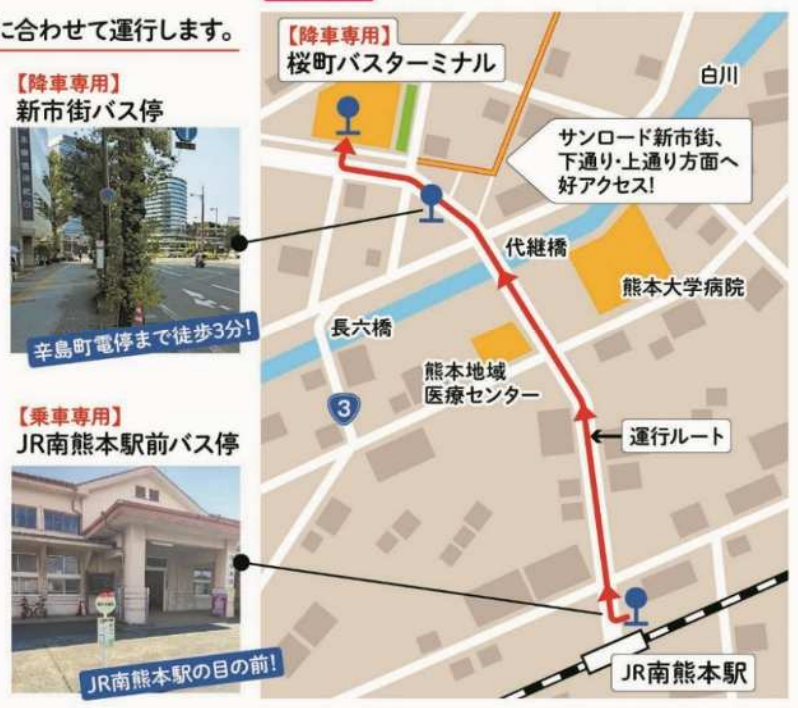 に合わせて運行します。
【降車専用】
新市街バス停
辛島町電停まで徒歩3分!
【乗車専用】
JR南熊本駅前バス停
JR南熊本駅の目の前!
【降車専用】
桜町バスターミナル
白川
サンロード新市街、
下通り・上通り方面へ
好アクセス!
代継橋
熊本大学病院
長六橋
熊本地域
医療センター
3
運行ルート
JR南熊本駅